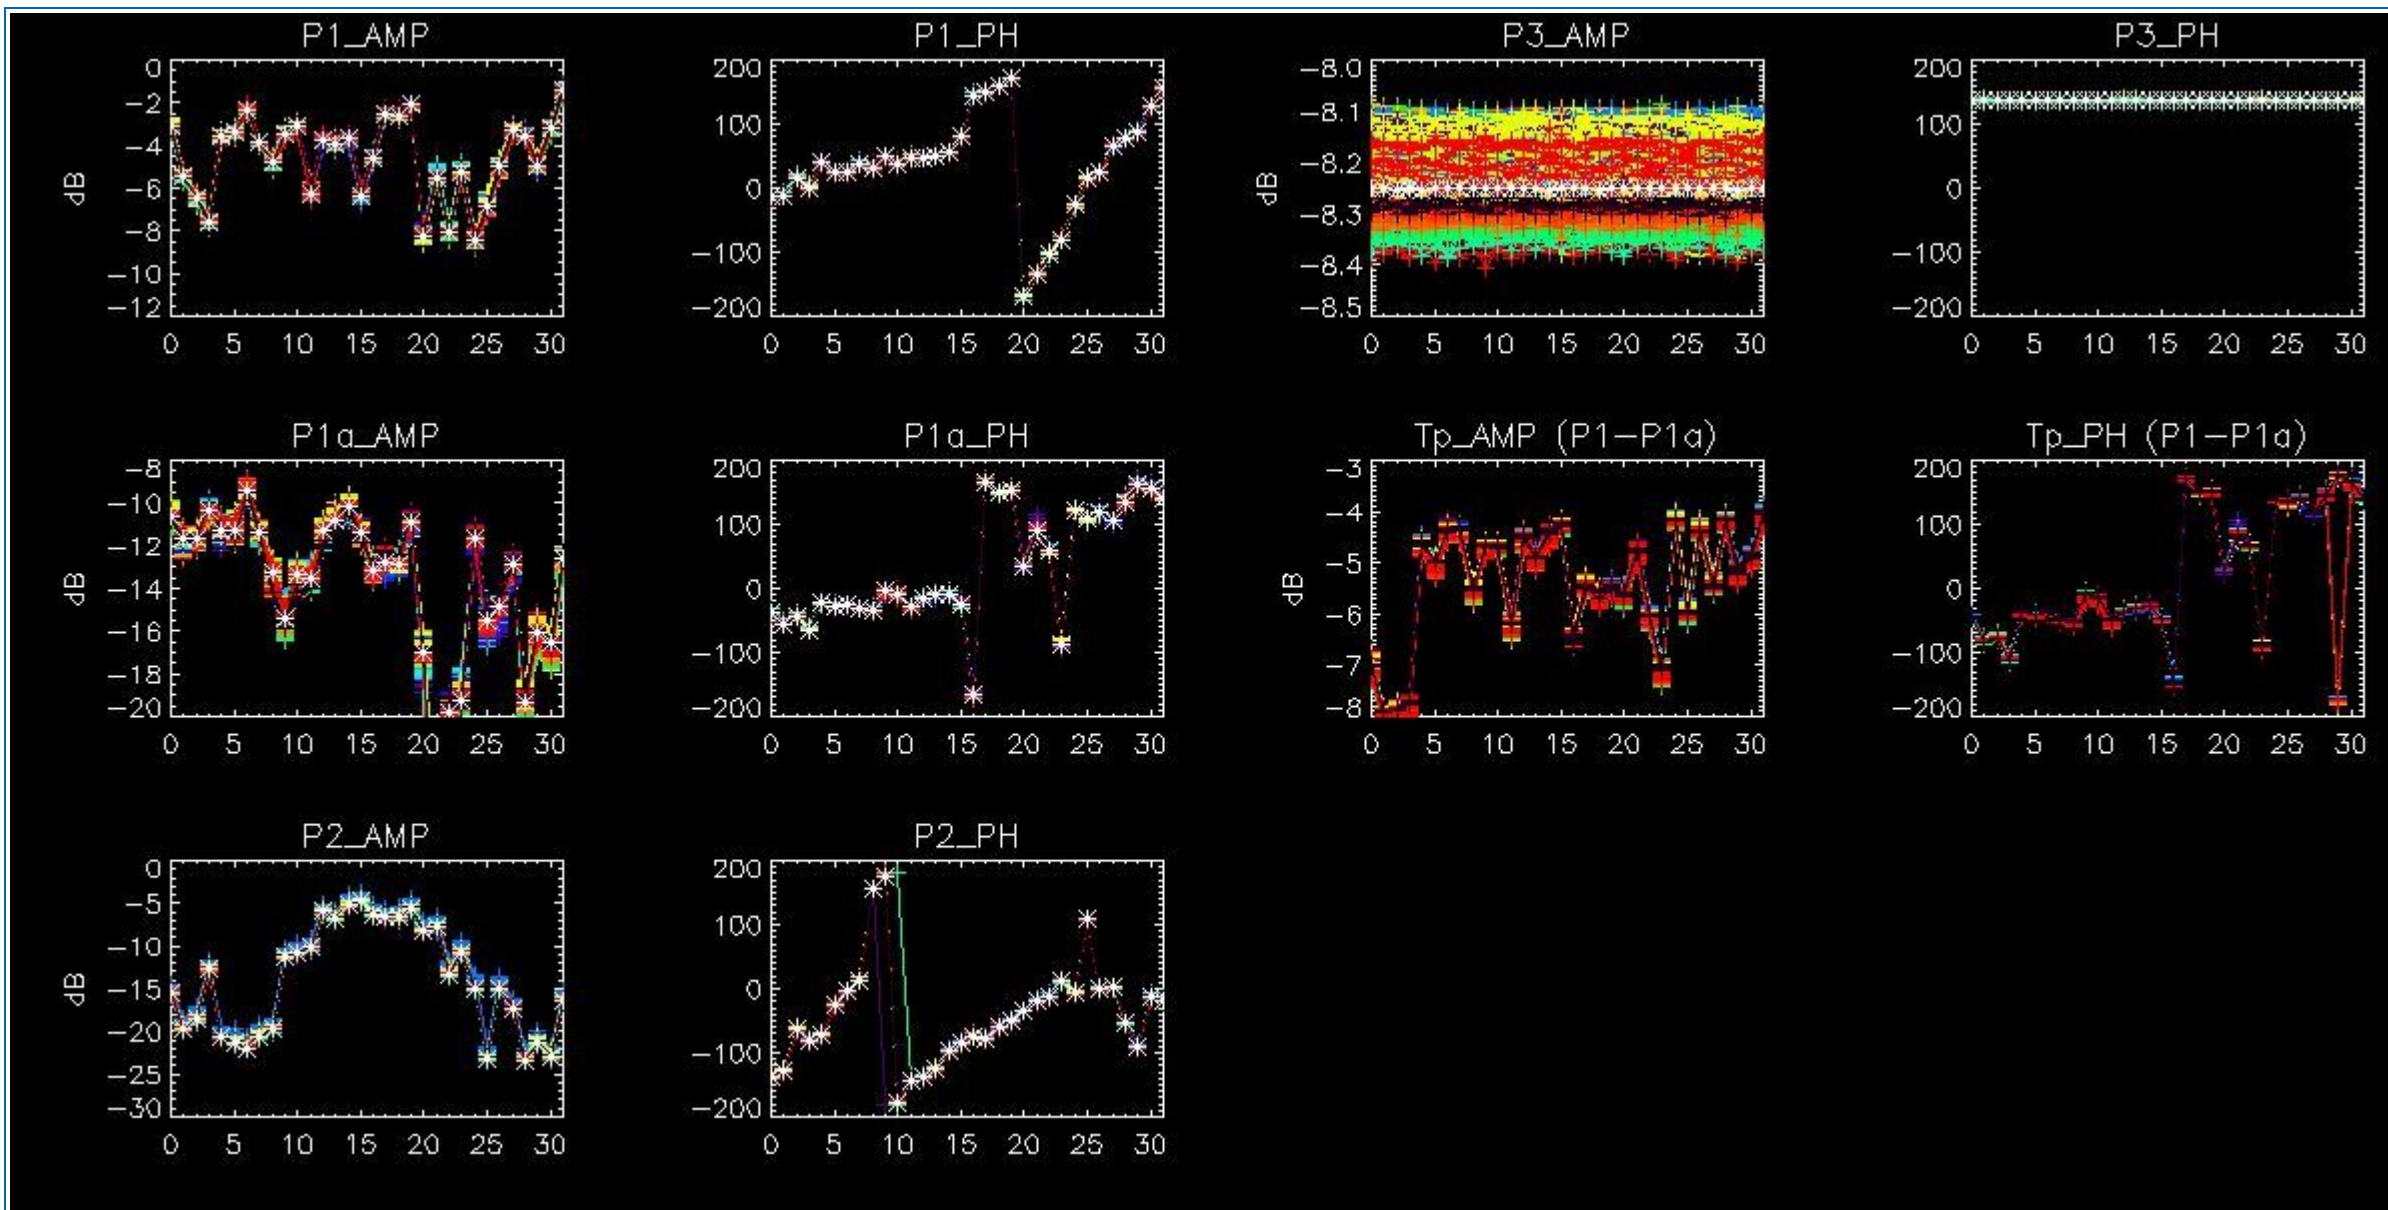 P1_AMP
P1_PH
P3_AMP
P3_PH
0
−2
−4
−6
−8
−10
−12
dB
0 5 10 15 20 25 30
200
100
0
−100
−200
0 5 10 15 20 25 30
−8.0
−8.1
−8.2
−8.3
−8.4
−8.5
dB
0 5 10 15 20 25 30
200
100
0
−100
−200
0 5 10 15 20 25 30
P1a_AMP
P1a_PH
Tp_AMP (P1−P1a)
Tp_PH (P1−P1a)
−8
−10
−12
−14
−16
−18
−20
dB
0 5 10 15 20 25 30
200
100
0
−100
−200
0 5 10 15 20 25 30
−3
−4
−5
−6
−7
−8
dB
0 5 10 15 20 25 30
200
100
0
−100
−200
0 5 10 15 20 25 30
P2_AMP
P2_PH
0
−5
−10
−15
−20
−25
−30
dB
0 5 10 15 20 25 30
200
100
0
−100
−200
0 5 10 15 20 25 30